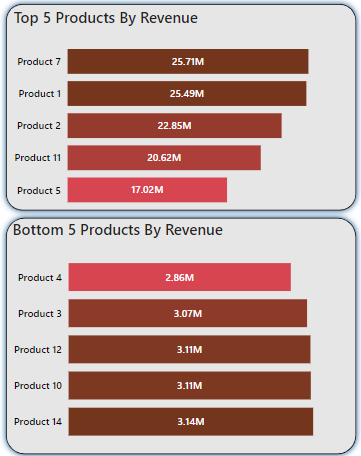 Top 5 Products By Revenue
Product 7 25.71M
Product 1 25.49M
Product 2 22.85M
Product 11 20.62M
Product 5 17.02M
Bottom 5 Products By Revenue
Product 4 2.86M
Product 3 3.07M
Product 12 3.11M
Product 10 3.11M
Product 14 3.14M